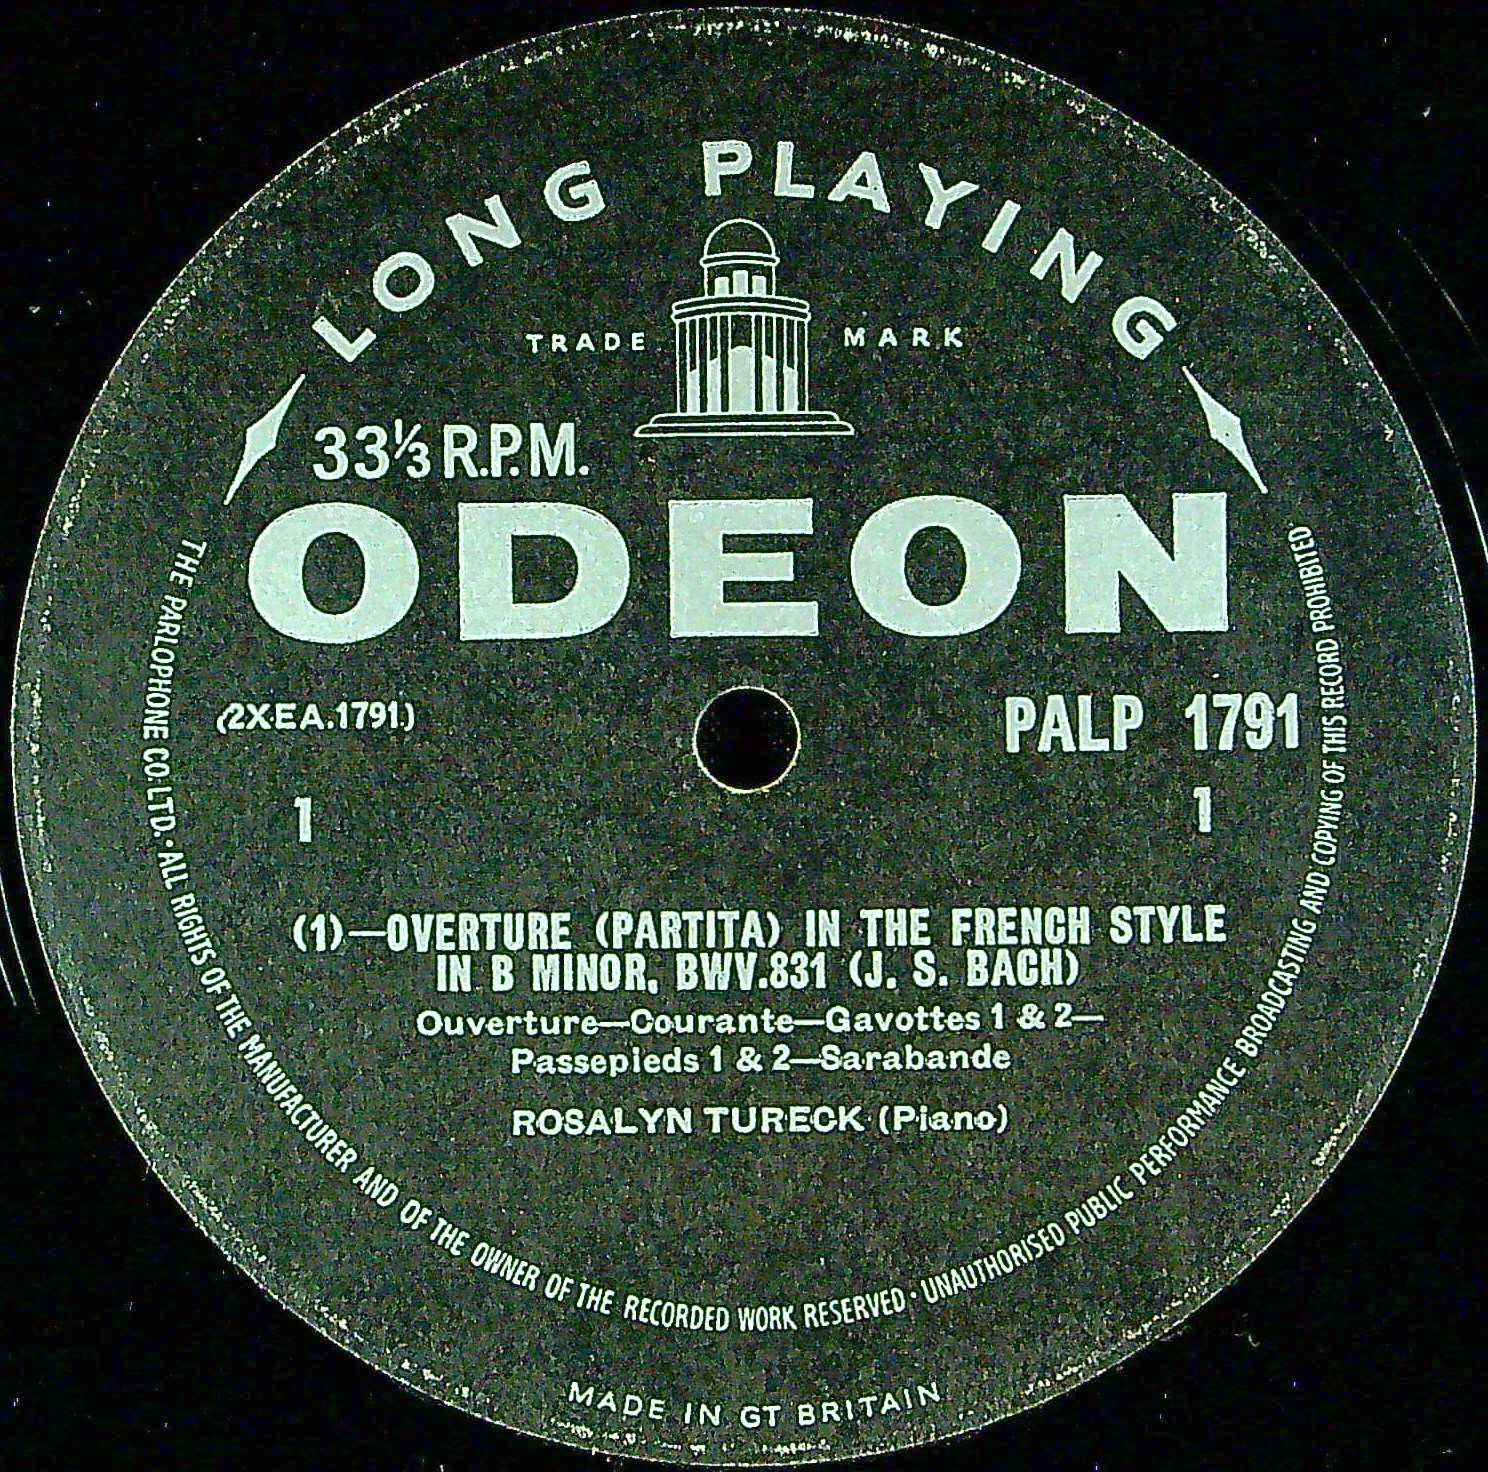 LONG PLAYING
TRADE MARK
33⅓ R.P.M.
ODEON
(2XEA.1791.)
PALP 1791
1
1
(1)—OVERTURE (PARTITA) IN THE FRENCH STYLE
IN B MINOR, BWV.831 (J. S. BACH)
Ouverture—Courante—Gavottes 1 & 2—
Passepieds 1 & 2—Sarabande
ROSALYN TURECK (Piano)
THE PARLOPHONE CO. LTD. · ALL RIGHTS OF THE MANUFACTURER AND OF THE OWNER OF THE RECORDED WORK RESERVED · UNAUTHORISED PUBLIC PERFORMANCE BROADCASTING AND COPYING OF THIS RECORD PROHIBITED
MADE IN GT BRITAIN